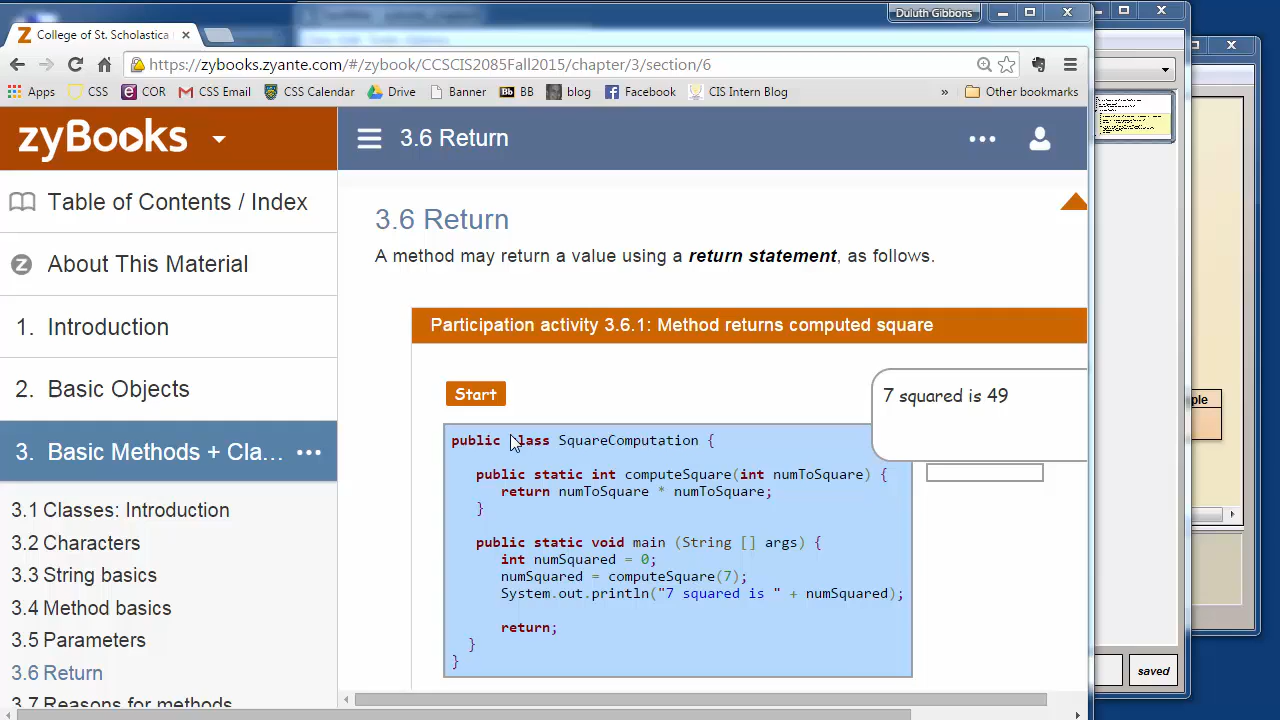 Duluth Gibbons
College of St. Scholastica
https://zybooks.zyante.com/#/zybook/CCSCIS2085Fall2015/chapter/3/section/6
Apps CSS COR CSS Email CSS Calendar Drive Banner BB blog Facebook CIS Intern Blog » Other bookmarks
zyBooks
3.6 Return
Table of Contents / Index
About This Material
1. Introduction
2. Basic Objects
3. Basic Methods + Cla...
3.1 Classes: Introduction
3.2 Characters
3.3 String basics
3.4 Method basics
3.5 Parameters
3.6 Return
3.7 Reasons for methods
3.6 Return
A method may return a value using a return statement, as follows.
Participation activity 3.6.1: Method returns computed square
Start
7 squared is 49
public class SquareComputation {
public static int computeSquare(int numToSquare) {
return numToSquare * numToSquare;
}
public static void main (String [] args) {
int numSquared = 0;
numSquared = computeSquare(7);
System.out.println("7 squared is " + numSquared);
return;
}
}
ple
saved